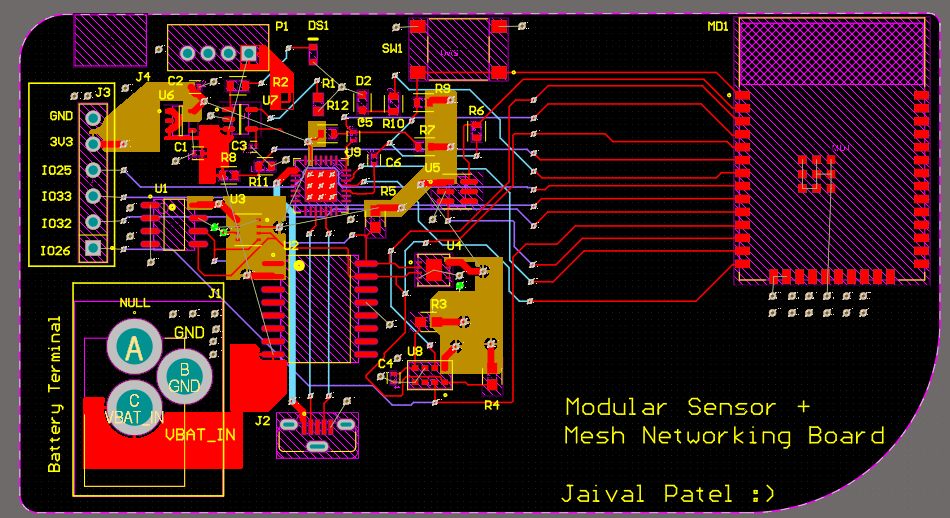 P1
DS1
SW1
MD1
J4
C2
R2
R1
D2
R9
J3
U6
U7
R12
C5
R10
R6
GND
R7
3V3
C1
C3
U9
C6
R8
U5
IO25
R11
U1
R5
IO33
U3
IO32
U2
U4
IO26
J1
NULL
R3
GND
A
B
GND
U8
C4
C
VBAT_IN
R4
VBAT_IN
J2
Battery Terminal
Modular Sensor +
Mesh Networking Board
Jaival Patel :)